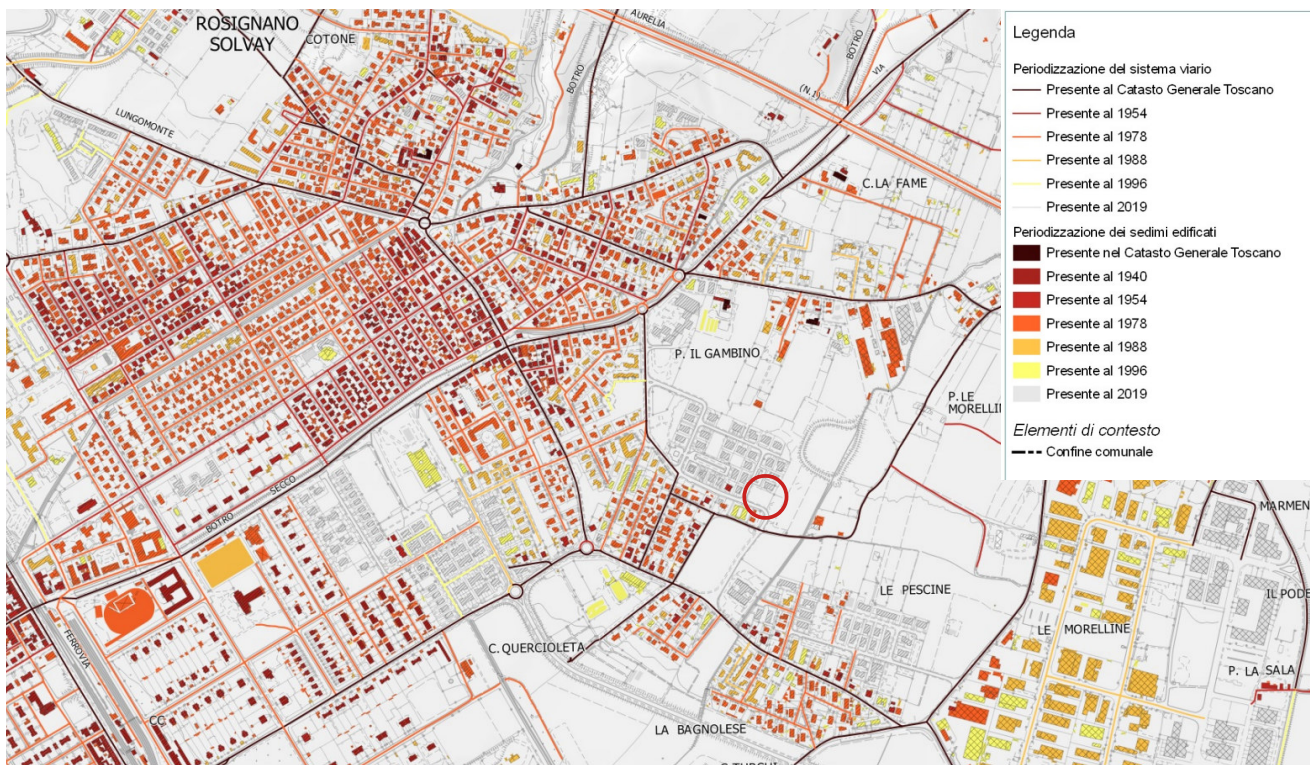 ROSIGNANO
SOLVAY
COTONE
AURELIA
BOTRO
BOTRO
VIA
(N.1)
LUNGOMONTE
C.LA FAME
P. IL GAMBINO
P.LE
MORELLIN
BOTRO
SECCO
MARMEN
FERROVIA
LE PESCINE
IL PODE
LE MORELLINE
C. QUERCIOLETA
P. LA SALA
CC
LA BAGNOLESE
Legenda
Periodizzazione del sistema viario
Presente al Catasto Generale Toscano
Presente al 1954
Presente al 1978
Presente al 1988
Presente al 1996
Presente al 2019
Periodizzazione dei sedimi edificati
Presente nel Catasto Generale Toscano
Presente al 1940
Presente al 1954
Presente al 1978
Presente al 1988
Presente al 1996
Presente al 2019
Elementi di contesto
Confine comunale